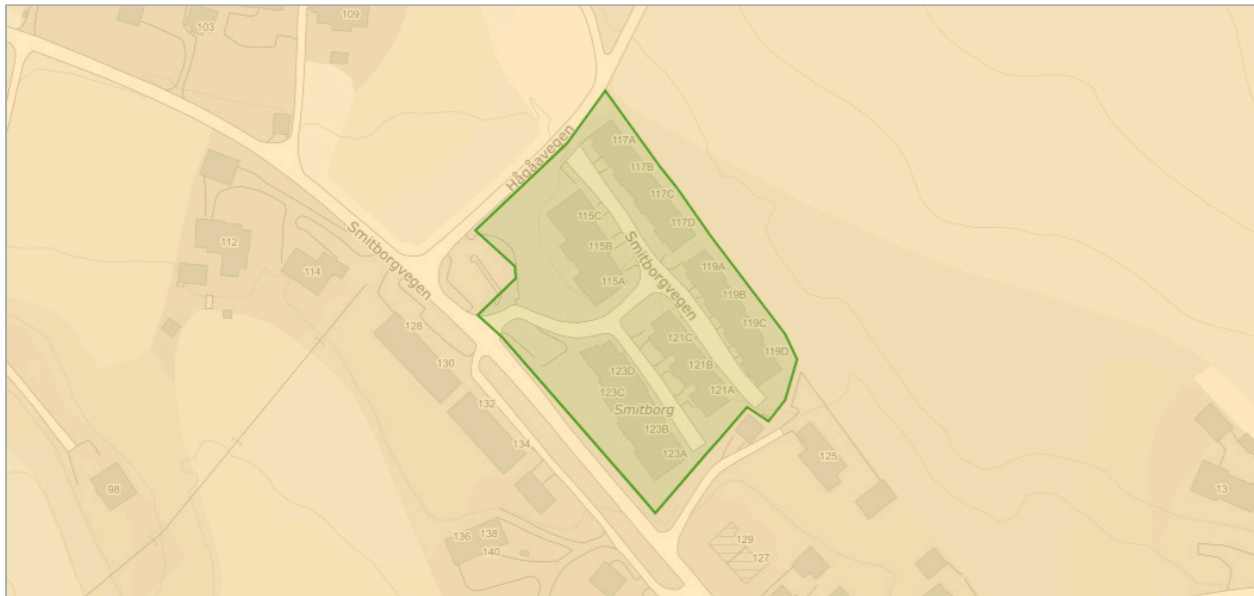 109
103
Hågåavegen
117A
117B
117C
117D
115C
115B
115A
Smitborgvegen
112
114
Smitborgvegen
119A
119B
119C
119D
128
130
121C
121B
121A
123D
123C
Smitborg
123B
123A
132
134
125
98
13
136
138
140
129
127